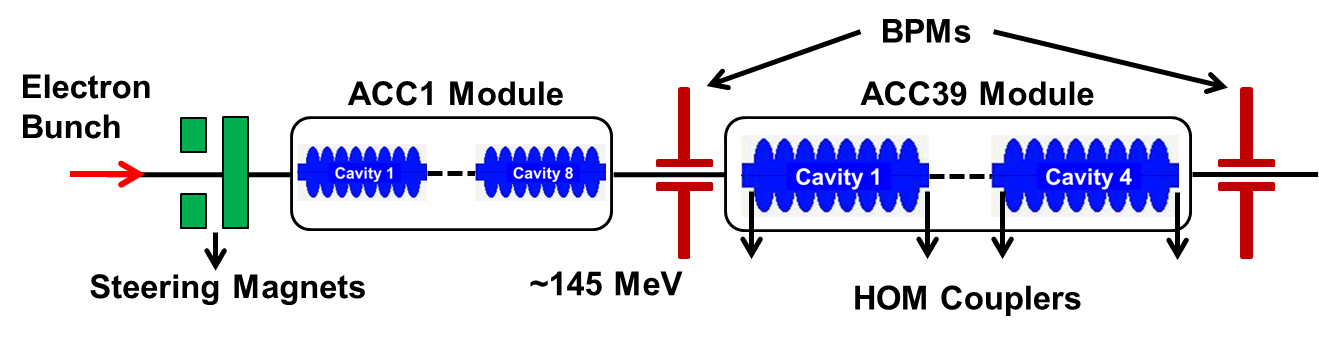 BPMs
Electron
Bunch
ACC1 Module
ACC39 Module
Cavity 1
Cavity 8
Cavity 1
Cavity 4
Steering Magnets
~145 MeV
HOM Couplers